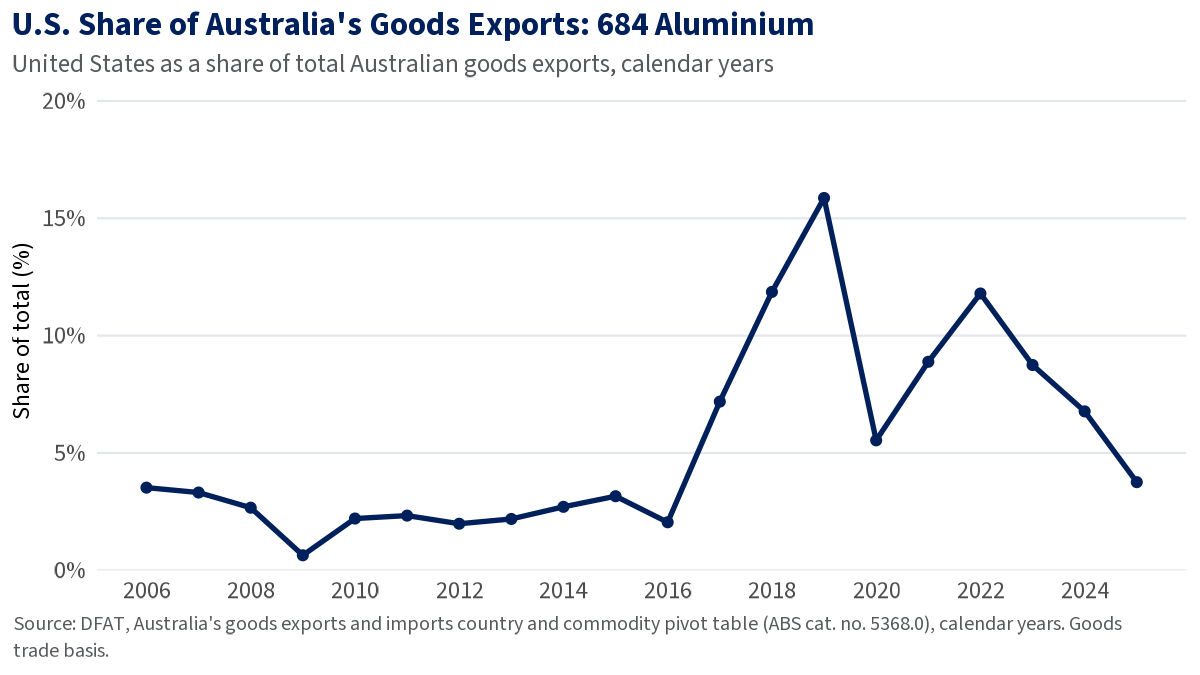 U.S. Share of Australia's Goods Exports: 684 Aluminium
United States as a share of total Australian goods exports, calendar years
20%
15%
10%
5%
0%
Share of total (%)
2006 2008 2010 2012 2014 2016 2018 2020 2022 2024
Source: DFAT, Australia's goods exports and imports country and commodity pivot table (ABS cat. no. 5368.0), calendar years. Goods
trade basis.